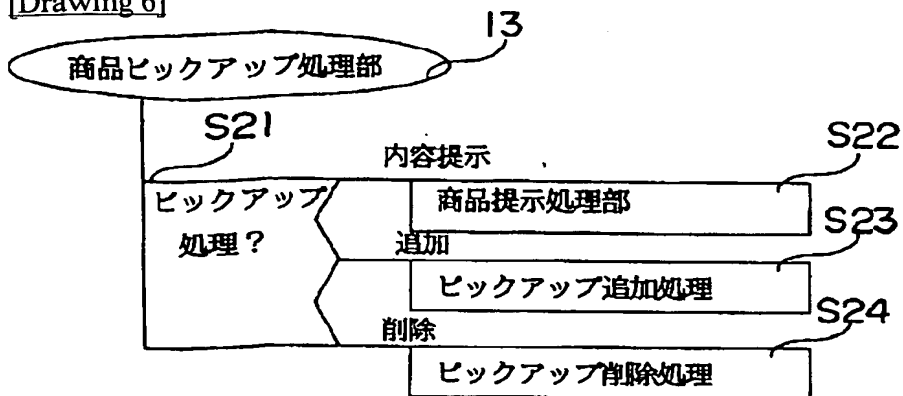 [Drawing 6]
13
商品ピックアップ処理部
S21
内容提示
S22
ピックアップ
処理？
商品提示処理部
S23
追加
ピックアップ追加処理
S24
削除
ピックアップ削除処理